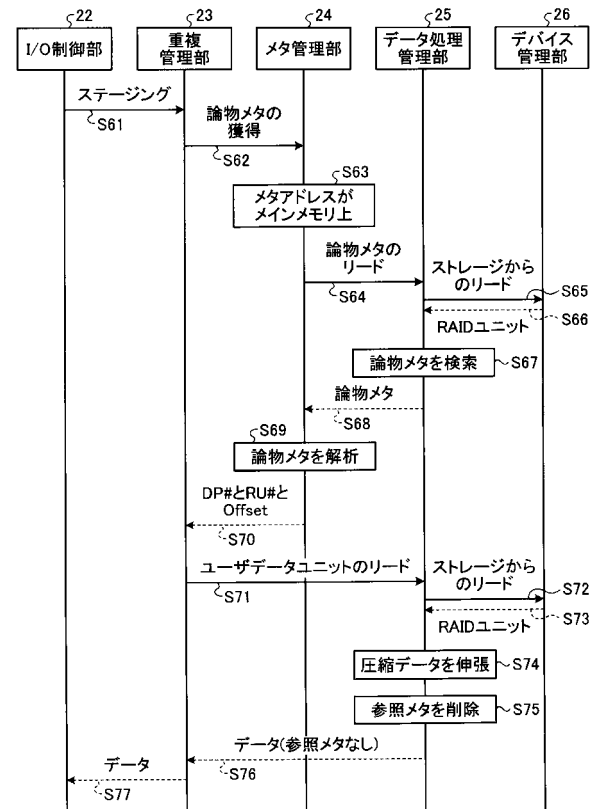 22
23
24
25
26
I/O制御部
重複
管理部
メタ管理部
データ処理
管理部
デバイス
管理部
ステージング
S61
論物メタの
獲得
S62
S63
メタアドレスが
メインメモリ上
論物メタの
リード
S64
ストレージから
のリード
S65
S66
RAIDユニット
論物メタを検索
S67
論物メタ
S68
S69
論物メタを解析
DP#とRU#と
Offset
S70
ユーザデータユニットのリード
S71
ストレージから
のリード
S72
S73
RAIDユニット
圧縮データを伸張
S74
参照メタを削除
S75
データ(参照メタなし)
S76
データ
S77